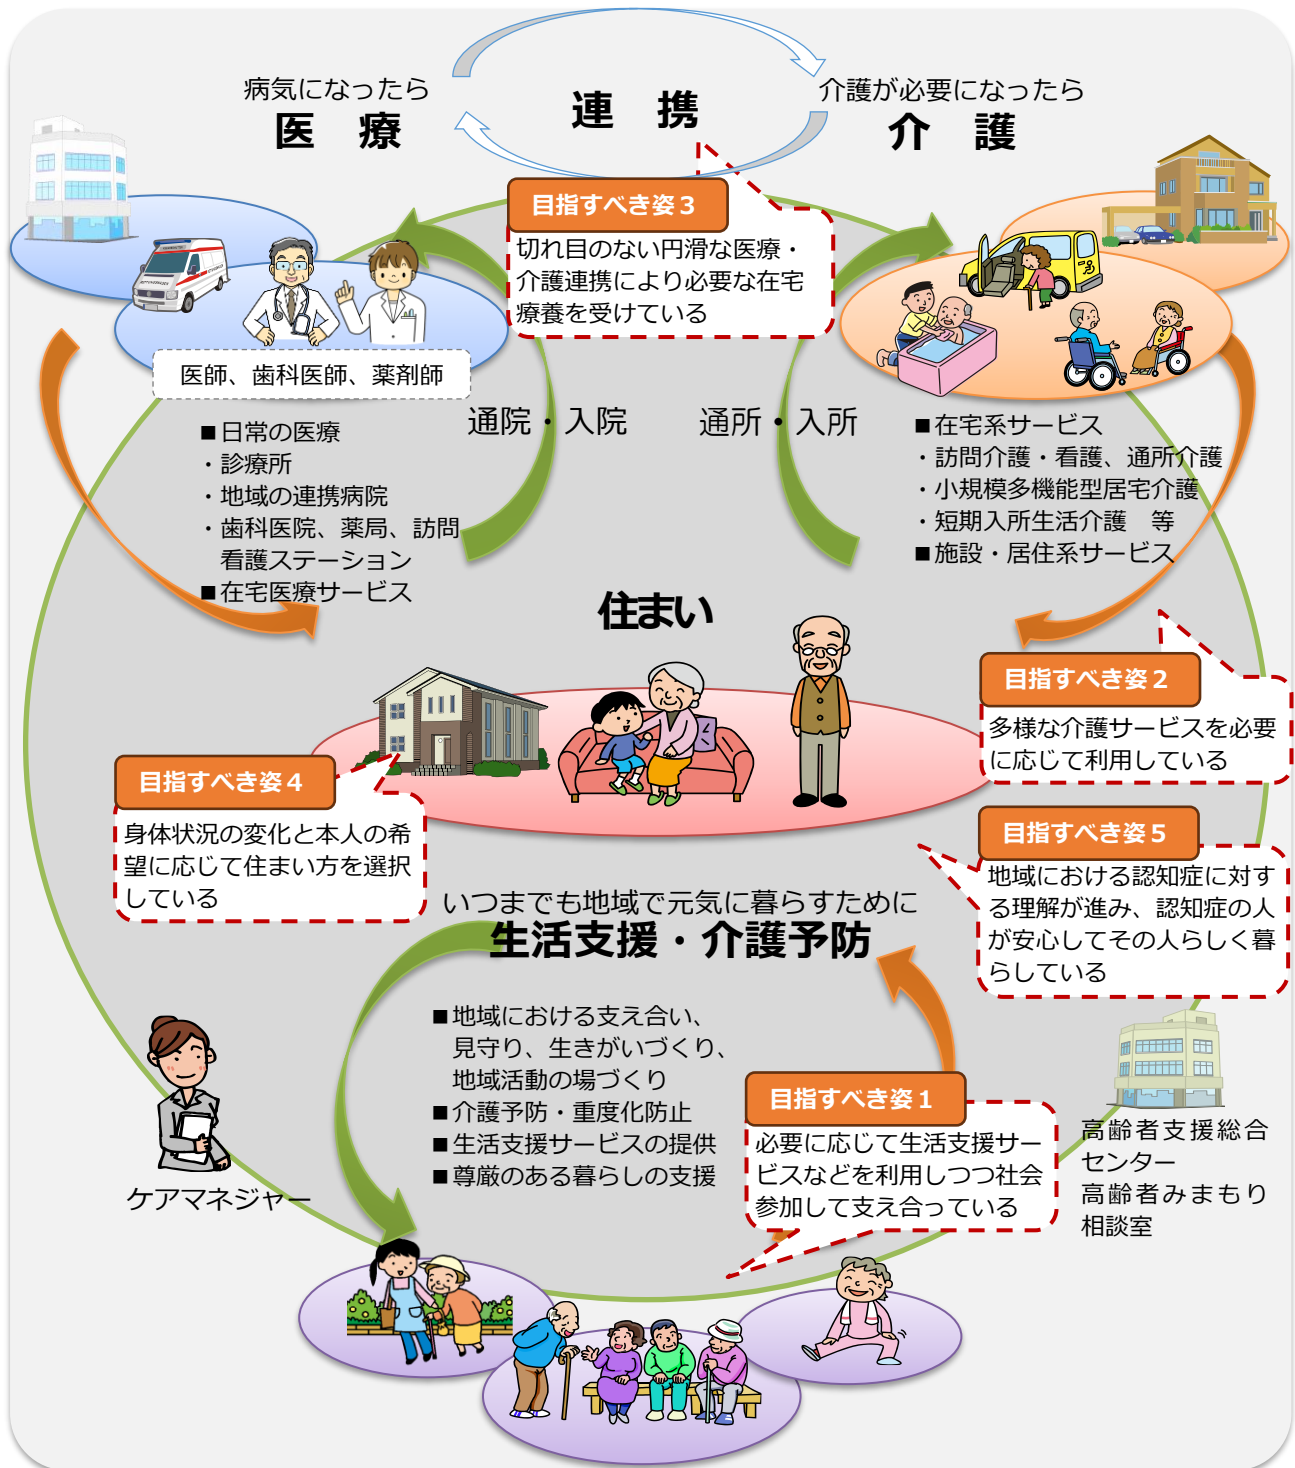 病気になったら
医　療
連　携
介護が必要になったら
介　護
目指すべき姿３
切れ目のない円滑な医療・
介護連携により必要な在宅
療養を受けている
医師、歯科医師、薬剤師
通院・入院
通所・入所
■日常の医療
・診療所
・地域の連携病院
・歯科医院、薬局、訪問
看護ステーション
■在宅医療サービス
■在宅系サービス
・訪問介護・看護、通所介護
・小規模多機能型居宅介護
・短期入所生活介護　等
■施設・居住系サービス
住まい
目指すべき姿２
多様な介護サービスを必要
に応じて利用している
目指すべき姿４
身体状況の変化と本人の希
望に応じて住まい方を選択
している
目指すべき姿５
地域における認知症に対す
る理解が進み、認知症の人
が安心してその人らしく暮
らしている
いつまでも地域で元気に暮らすために
生活支援・介護予防
■地域における支え合い、
見守り、生きがいづくり、
地域活動の場づくり
■介護予防・重度化防止
■生活支援サービスの提供
■尊厳のある暮らしの支援
目指すべき姿１
必要に応じて生活支援サー
ビスなどを利用しつつ社会
参加して支え合っている
ケアマネジャー
高齢者支援総合
センター
高齢者みまもり
相談室